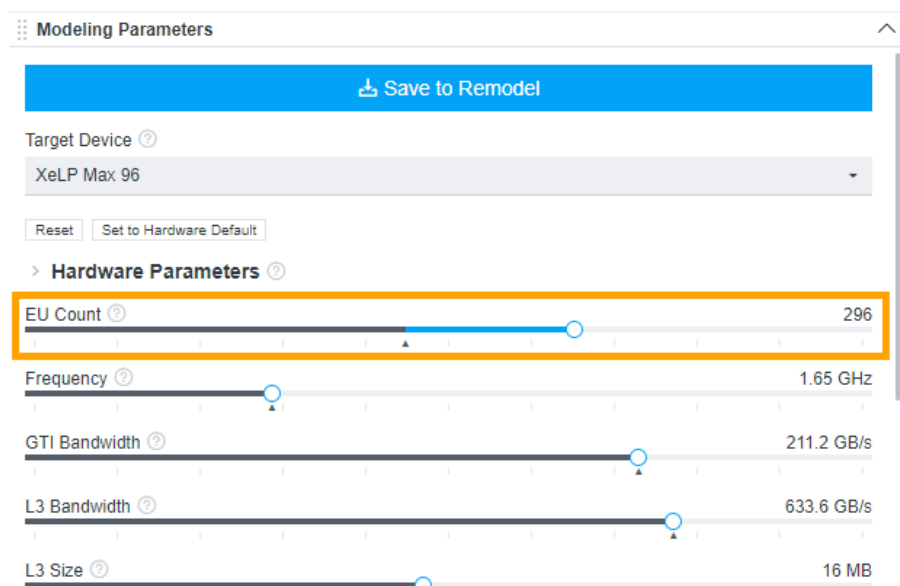 Modeling Parameters
Save to Remodel
Target Device ?
XeLP Max 96
Reset Set to Hardware Default
Hardware Parameters ?
EU Count ? 296
Frequency ? 1.65 GHz
GTI Bandwidth ? 211.2 GB/s
L3 Bandwidth ? 633.6 GB/s
L3 Size ? 16 MB